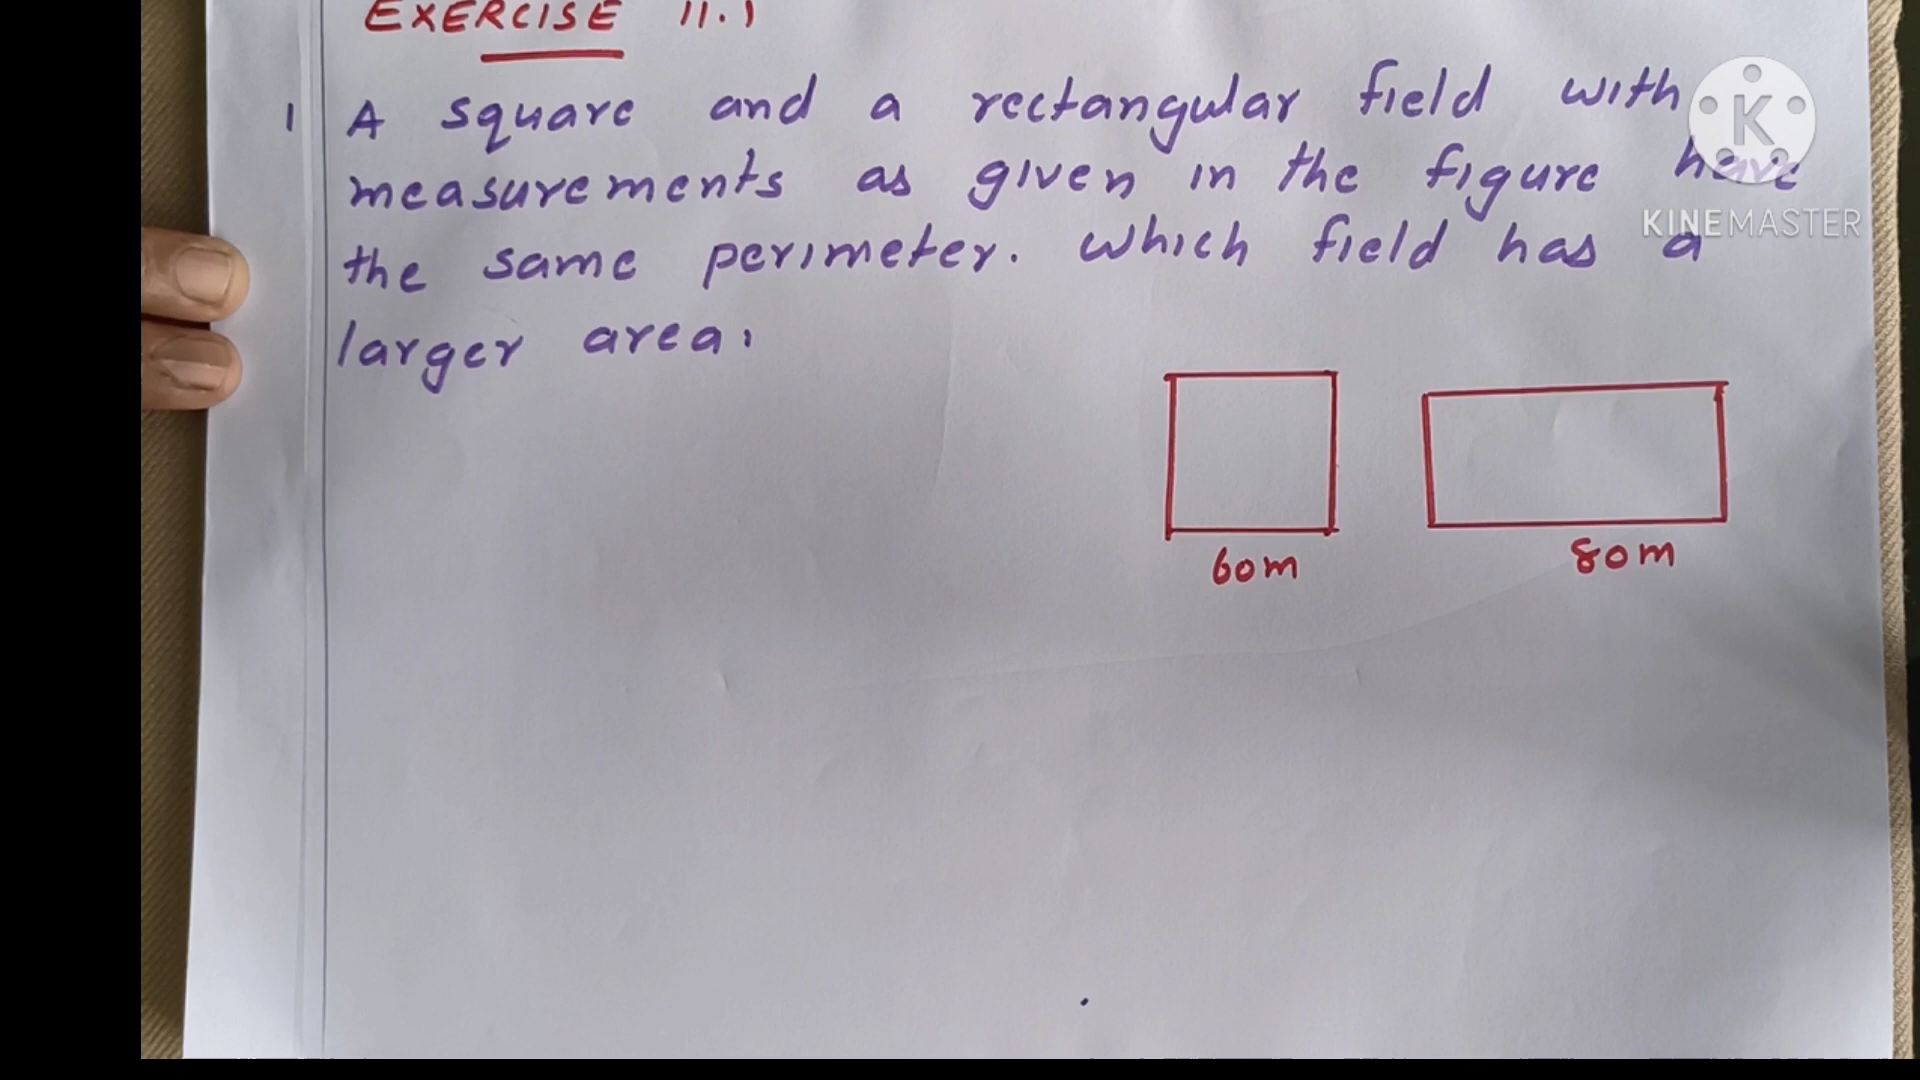 EXERCISE 11.1
1 A square and a rectangular field with
measurements as given in the figure have
the same perimeter. Which field has a
larger area.
60m
80m
K
KINEMASTER